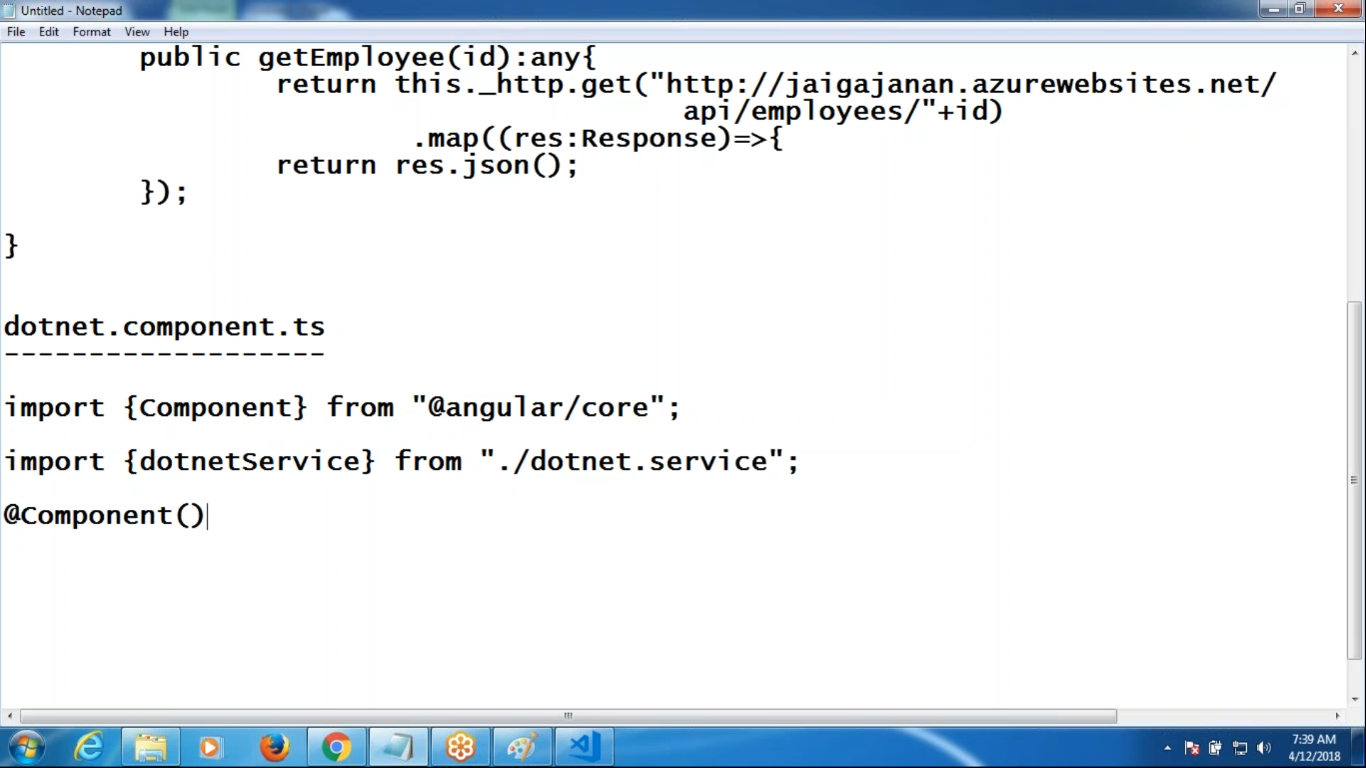 Untitled - Notepad
File Edit Format View Help
public getEmployee(id):any{
return this._http.get("http://jaigajanan.azurewebsites.net/
api/employees/"+id)
.map((res:Response)=>{
return res.json();
});
}
dotnet.component.ts
-------------------
import {Component} from "@angular/core";
import {dotnetService} from "./dotnet.service";
@Component()
7:39 AM
4/12/2018